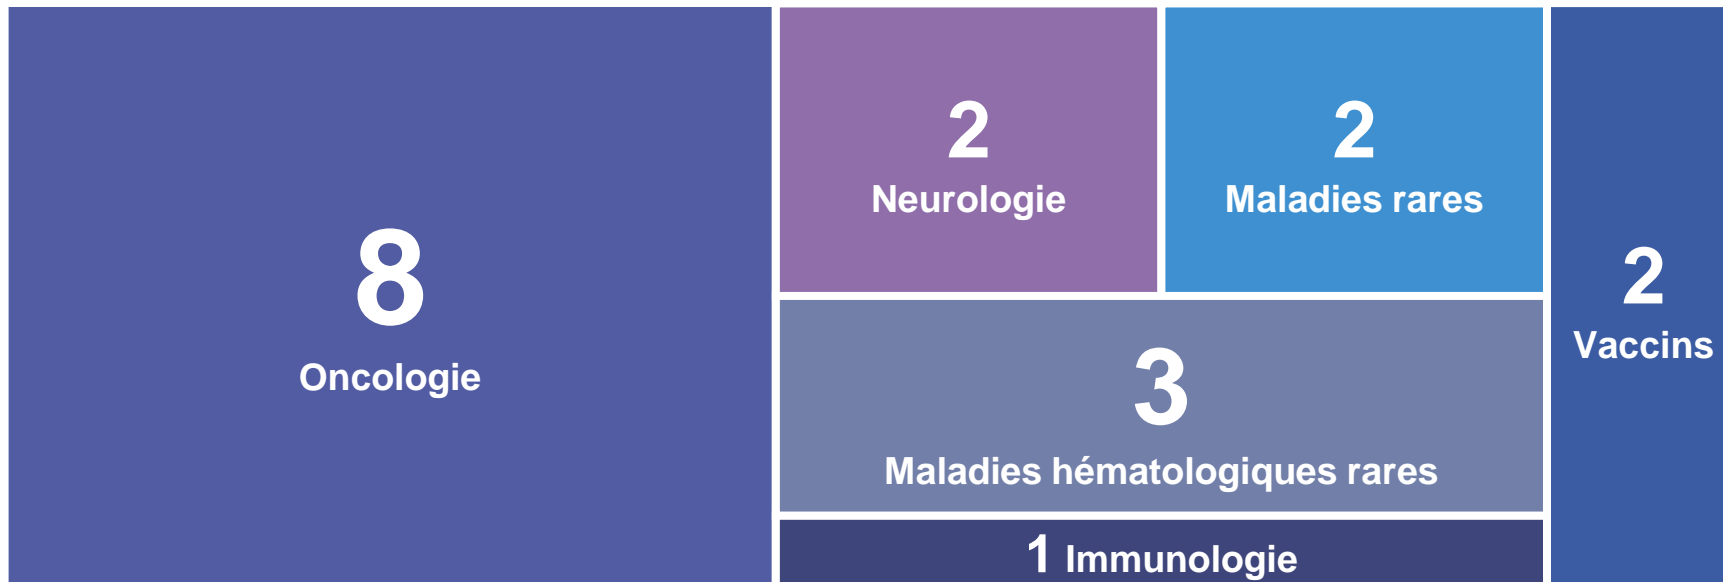 8
Oncologie
2
Neurologie
2
Maladies rares
3
Maladies hématologiques rares
1 Immunologie
2
Vaccins